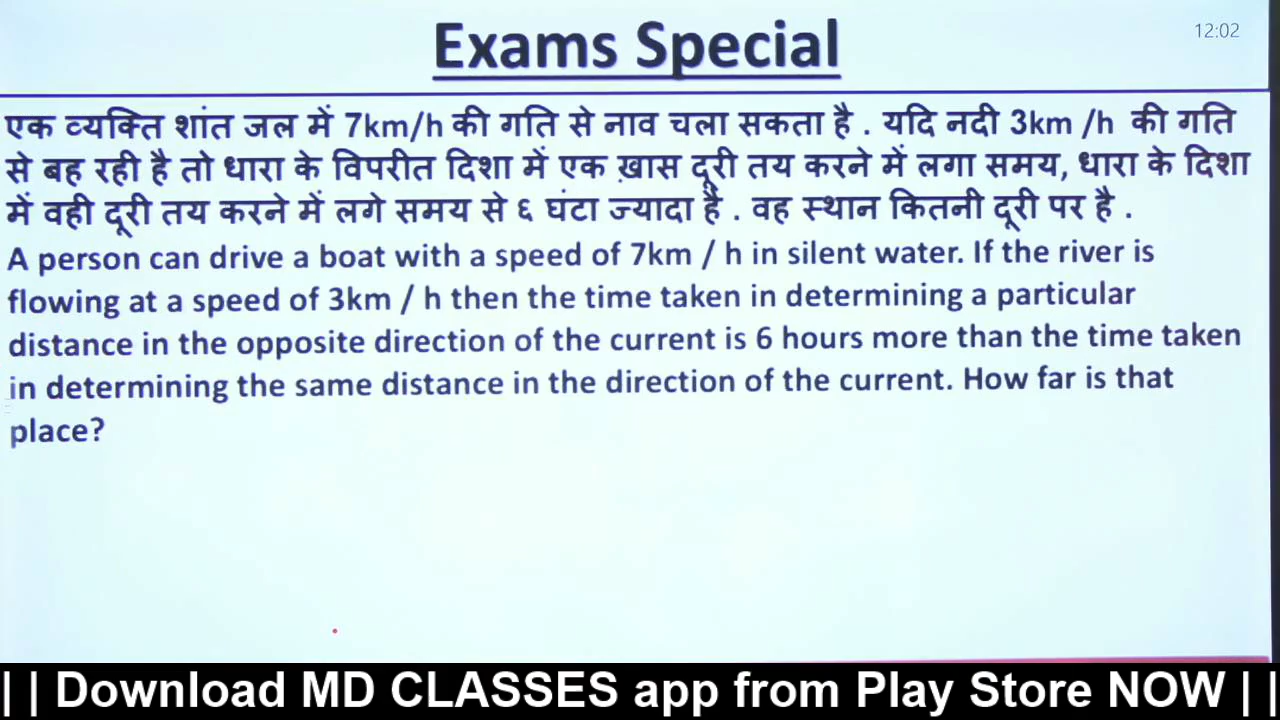 Exams Special
12:02
एक व्यक्ति शांत जल में 7km/h की गति से नाव चला सकता है . यदि नदी 3km /h की गति
से बह रही है तो धारा के विपरीत दिशा में एक ख़ास दूरी तय करने में लगा समय, धारा के दिशा
में वही दूरी तय करने में लगे समय से ६ घंटा ज्यादा है . वह स्थान कितनी दूरी पर है .
A person can drive a boat with a speed of 7km / h in silent water. If the river is
flowing at a speed of 3km / h then the time taken in determining a particular
distance in the opposite direction of the current is 6 hours more than the time taken
in determining the same distance in the direction of the current. How far is that
place?
| | Download MD CLASSES app from Play Store NOW | |